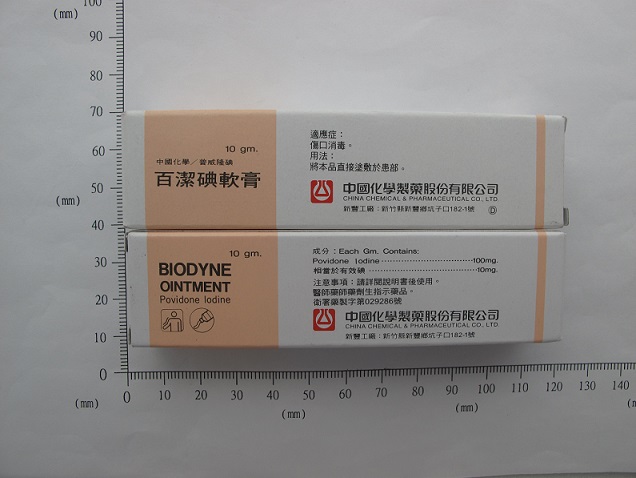 100
(mm)
90
80
70
60
(mm)
50
40
30
20
10
0
(mm)
10 gm.
中國化學／普威隆碘
百潔碘軟膏
適應症：
傷口消毒。
用法：
將本品直接塗敷於患部。
中國化學製藥股份有限公司
CHINA CHEMICAL & PHARMACEUTICAL CO., LTD.
新豐工廠：新竹縣新豐鄉坑子口182-1號 Ⓓ
10 gm.
BIODYNE
OINTMENT
Povidone Iodine
成分：Each Gm. Contains:
Povidone Iodine 100mg.
相當於有效碘 10mg.
注意事項：請詳閱說明書後使用。
醫師藥師藥劑生指示藥品。
衛署藥製字第029286號
中國化學製藥股份有限公司
CHINA CHEMICAL & PHARMACEUTICAL CO., LTD.
新豐工廠：新竹縣新豐鄉坑子口182-1號
0 10 20 30 40 50 60 70 80 90 100 110 120 130 140
(mm) (mm)